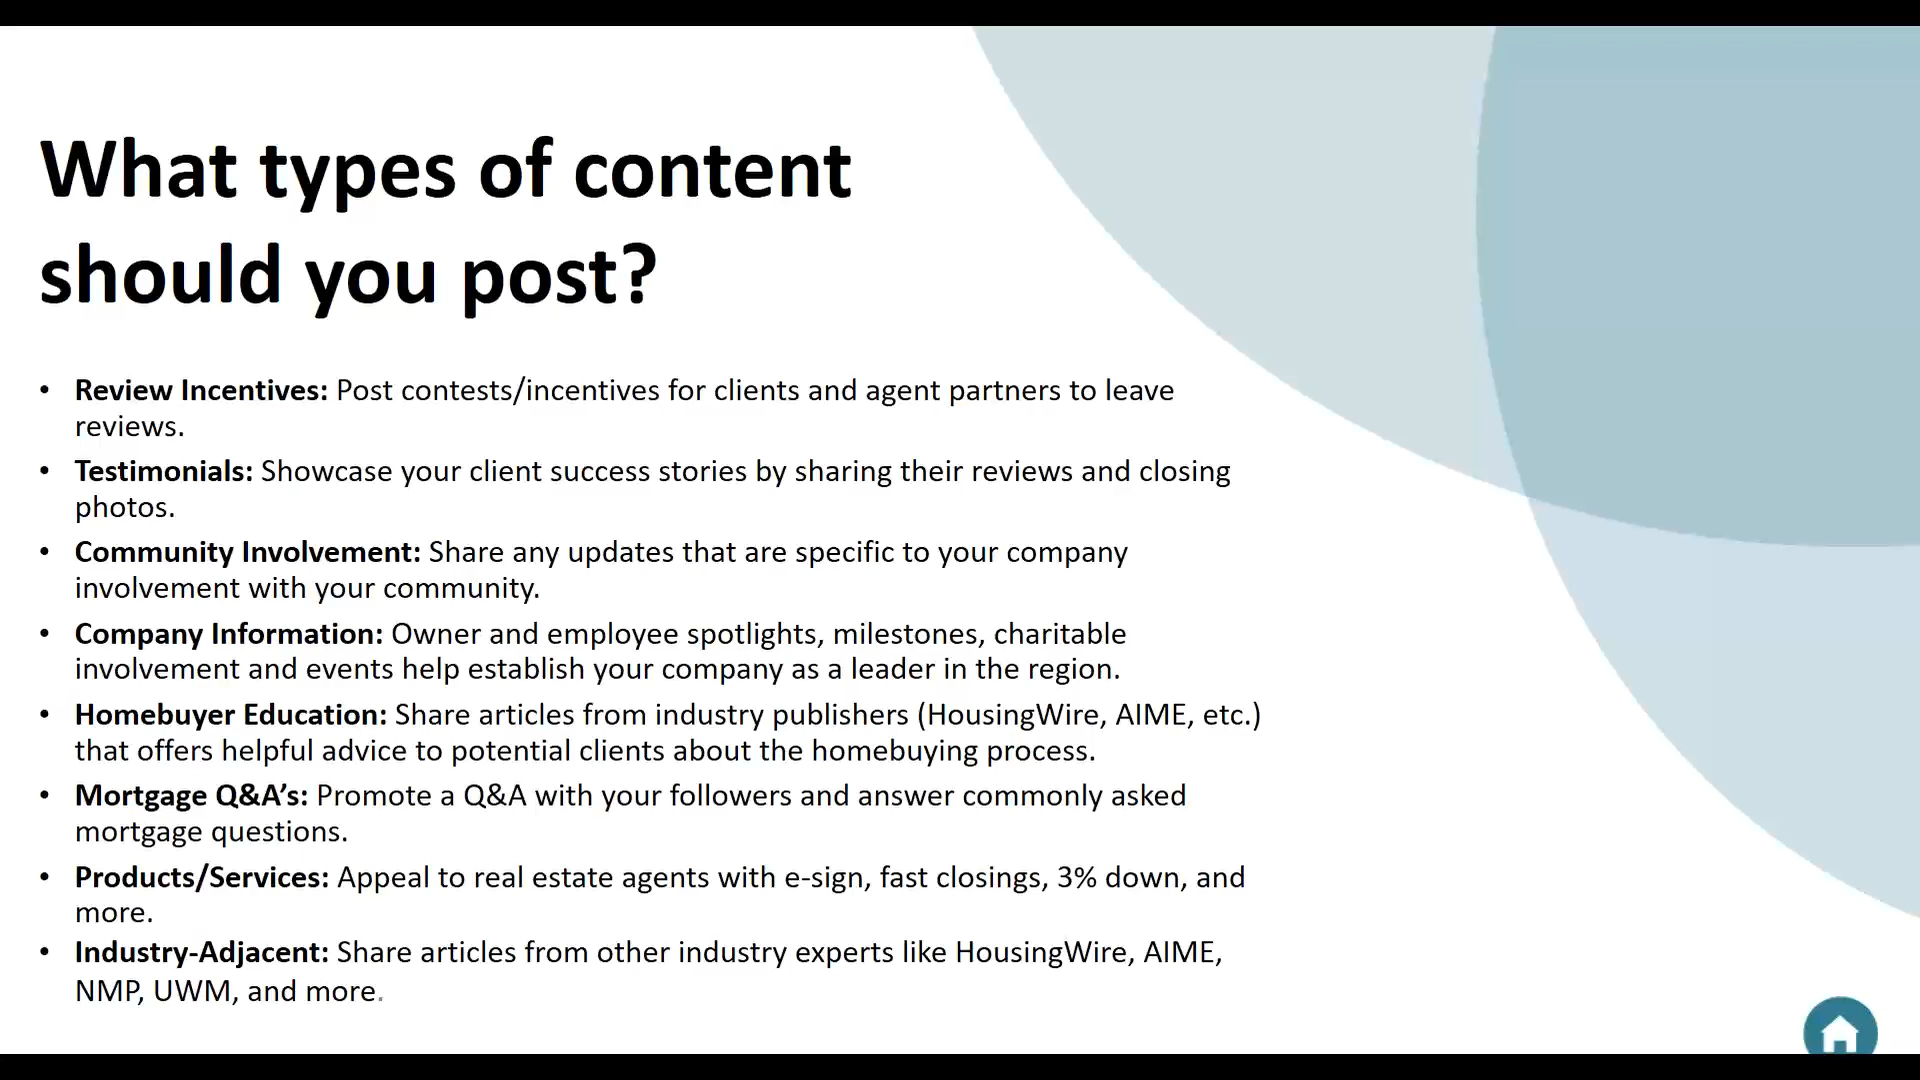 What types of content
should you post?
• Review Incentives: Post contests/incentives for clients and agent partners to leave
reviews.
• Testimonials: Showcase your client success stories by sharing their reviews and closing
photos.
• Community Involvement: Share any updates that are specific to your company
involvement with your community.
• Company Information: Owner and employee spotlights, milestones, charitable
involvement and events help establish your company as a leader in the region.
• Homebuyer Education: Share articles from industry publishers (HousingWire, AIME, etc.)
that offers helpful advice to potential clients about the homebuying process.
• Mortgage Q&A’s: Promote a Q&A with your followers and answer commonly asked
mortgage questions.
• Products/Services: Appeal to real estate agents with e-sign, fast closings, 3% down, and
more.
• Industry-Adjacent: Share articles from other industry experts like HousingWire, AIME,
NMP, UWM, and more.